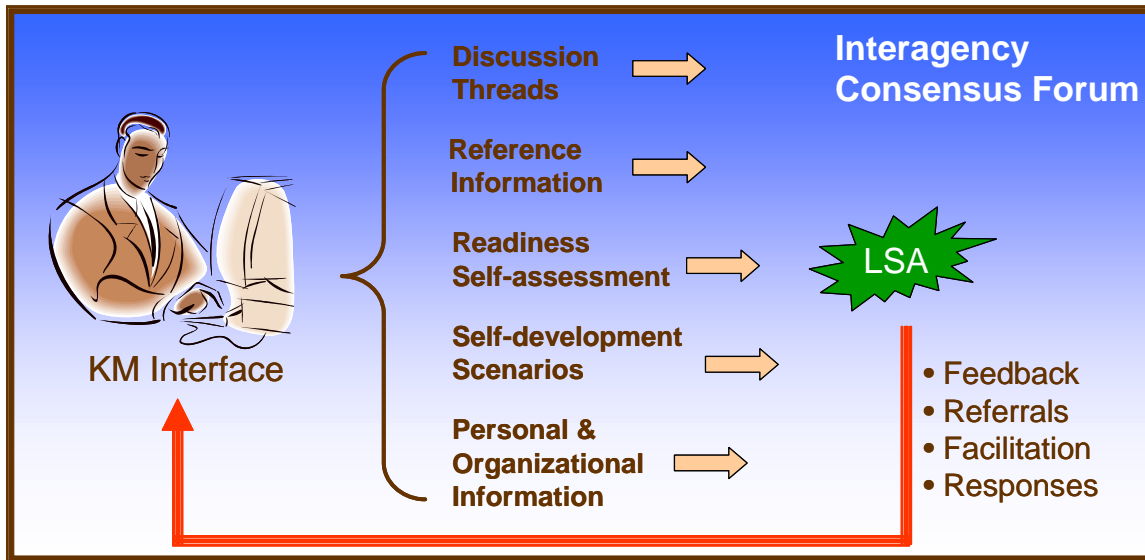 Interagency
Consensus Forum
Discussion
Threads
Reference
Information
Readiness
Self-assessment
Self-development
Scenarios
Personal &
Organizational
Information
KM Interface
LSA
• Feedback
• Referrals
• Facilitation
• Responses